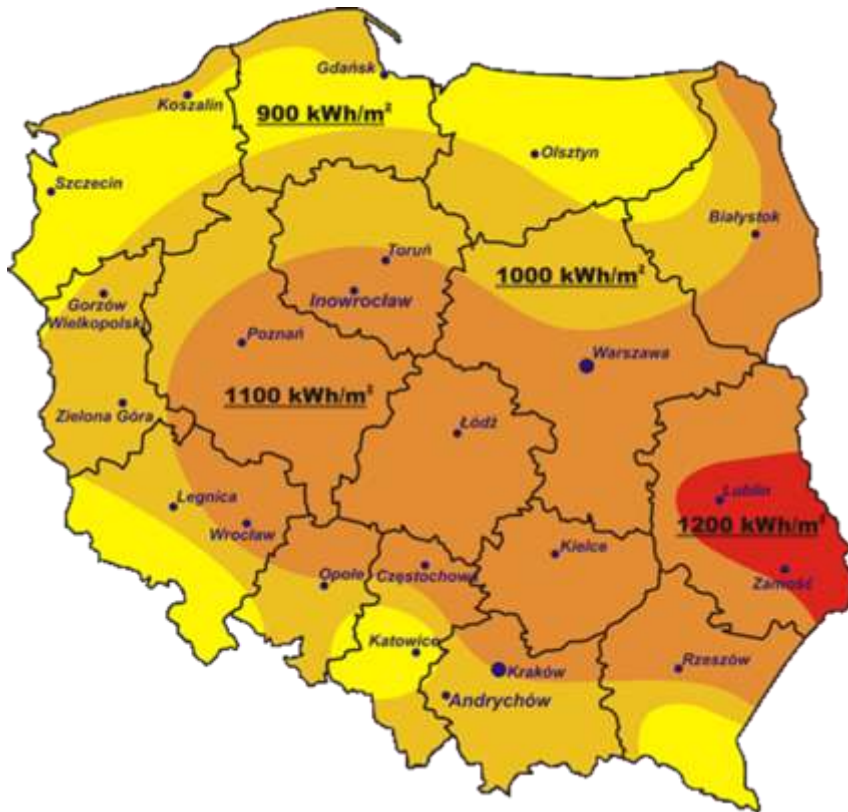 Gdańsk
Koszalin
900 kWh/m²
Olsztyn
Szczecin
Białystok
Toruń
1000 kWh/m²
Gorzów
Wielkopolski
Inowrocław
Poznań
Warszawa
1100 kWh/m²
Zielona Góra
Łódź
Legnica
Lublin
Wrocław
1200 kWh/m²
Kielce
Opole
Częstochowa
Zamość
Katowice
Kraków
Rzeszów
Andrychów